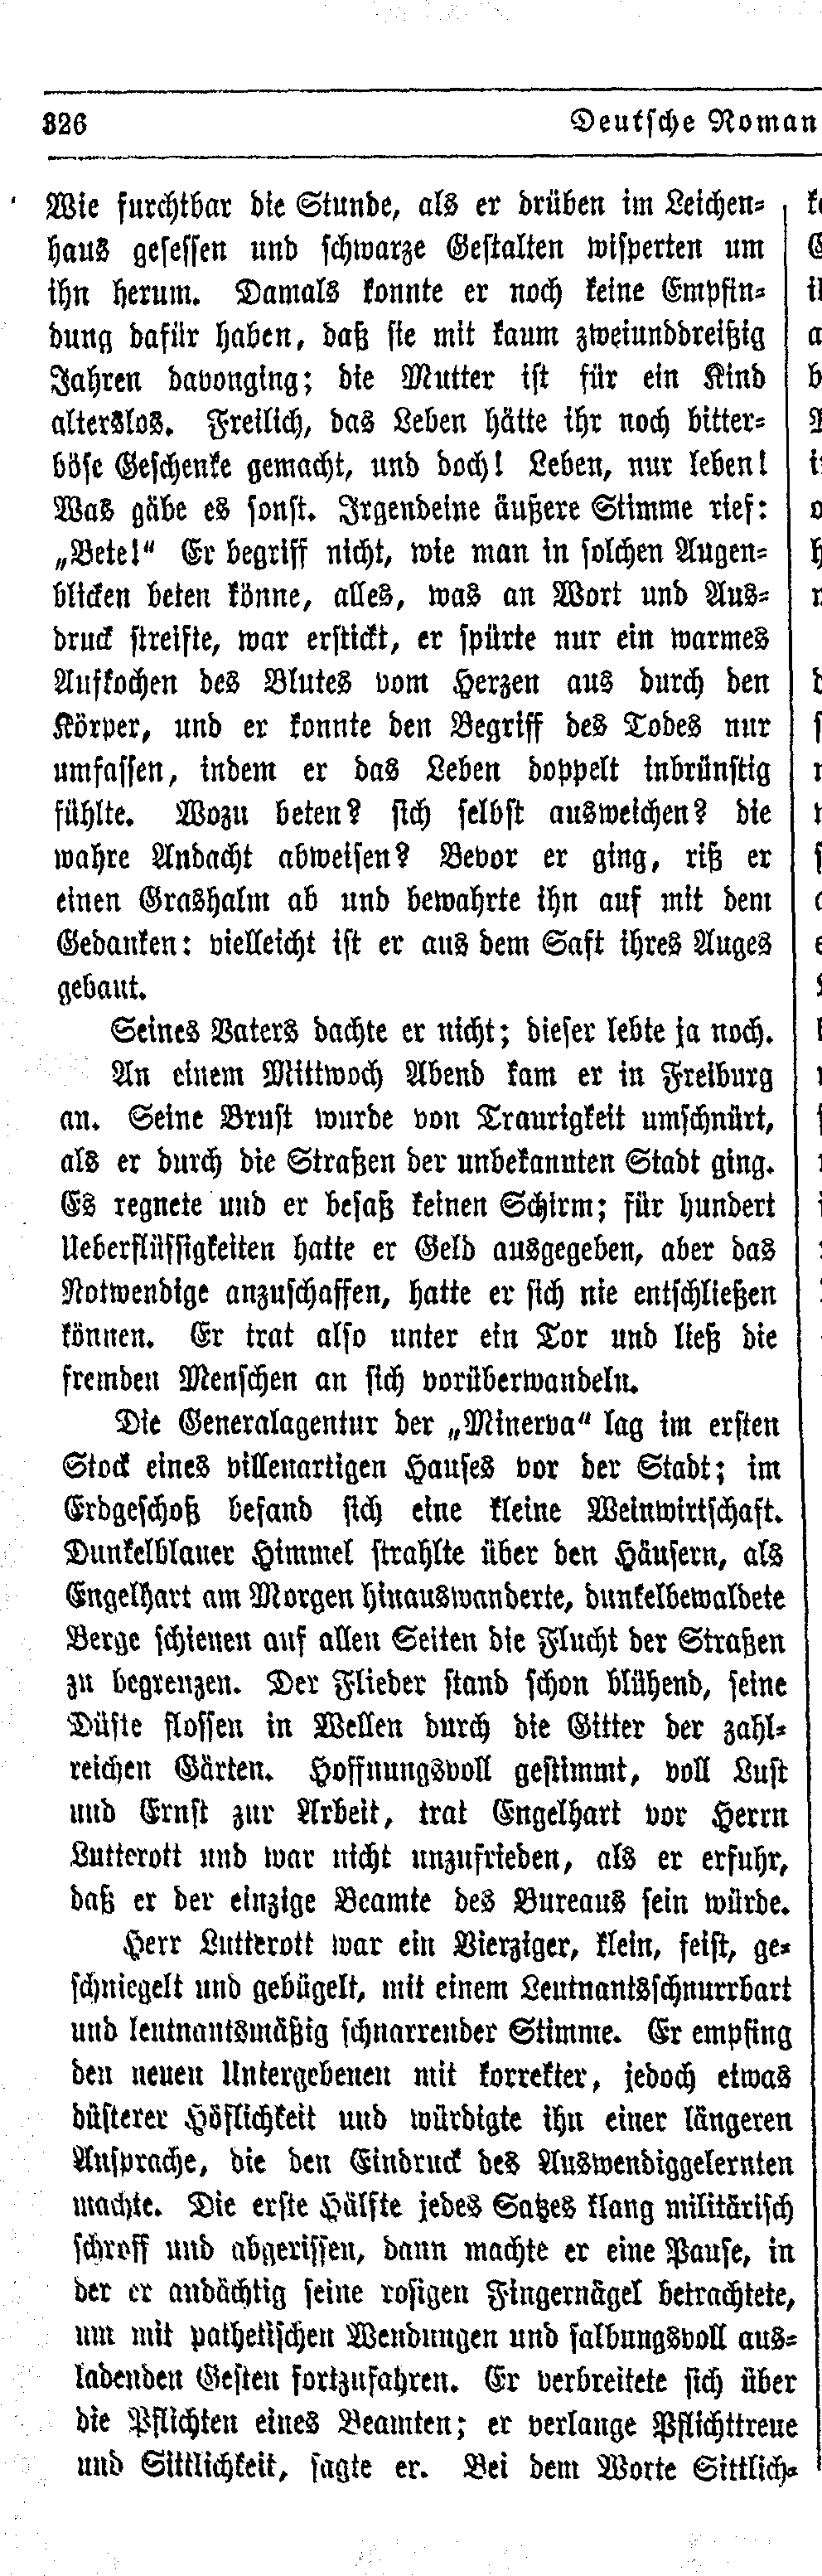 326
Deutsche Roman
Wie furchtbar die Stunde, als er drüben im Leichen-
haus gesessen und schwarze Gestalten wisperten um
ihn herum. Damals konnte er noch keine Empfin-
dung dafür haben, daß sie mit kaum zweiunddreißig
Jahren davonging; die Mutter ist für ein Kind
alterslos. Freilich, das Leben hätte ihr noch bitter-
böse Geschenke gemacht, und doch! Leben, nur leben!
Was gäbe es sonst. Irgendeine äußere Stimme rief:
„Bete!“ Er begriff nicht, wie man in solchen Augen-
blicken beten könne, alles, was an Wort und Aus-
druck streifte, war erstickt, er spürte nur ein warmes
Aufkochen des Blutes vom Herzen aus durch den
Körper, und er konnte den Begriff des Todes nur
umfassen, indem er das Leben doppelt inbrünstig
fühlte. Wozu beten? sich selbst ausweichen? die
wahre Andacht abweisen? Bevor er ging, riß er
einen Grashalm ab und bewahrte ihn auf mit dem
Gedanken: vielleicht ist er aus dem Saft ihres Auges
gebaut.
Seines Vaters dachte er nicht; dieser lebte ja noch.
An einem Mittwoch Abend kam er in Freiburg
an. Seine Brust wurde von Traurigkeit umschnürt,
als er durch die Straßen der unbekannten Stadt ging.
Es regnete und er besaß keinen Schirm; für hundert
Ueberflüssigkeiten hatte er Geld ausgegeben, aber das
Notwendige anzuschaffen, hatte er sich nie entschließen
können. Er trat also unter ein Tor und ließ die
fremden Menschen an sich vorüberwandeln.
Die Generalagentur der „Minerva“ lag im ersten
Stock eines villenartigen Hauses vor der Stadt; im
Erdgeschoß befand sich eine kleine Weinwirtschaft.
Dunkelblauer Himmel strahlte über den Häusern, als
Engelhart am Morgen hinauswanderte, dunkelbewaldete
Berge schienen auf allen Seiten die Flucht der Straßen
zu begrenzen. Der Flieder stand schon blühend, seine
Düfte flossen in Wellen durch die Gitter der zahl-
reichen Gärten. Hoffnungsvoll gestimmt, voll Lust
und Ernst zur Arbeit, trat Engelhart vor Herrn
Lutterott und war nicht unzufrieden, als er erfuhr,
daß er der einzige Beamte des Bureaus sein würde.
Herr Lutterott war ein Vierziger, klein, feist, ge-
schniegelt und gebügelt, mit einem Leutnantsschnurrbart
und leutnantsmäßig schnarrender Stimme. Er empfing
den neuen Untergebenen mit korrekter, jedoch etwas
düsterer Höflichkeit und würdigte ihn einer längeren
Ansprache, die den Eindruck des Auswendiggelernten
machte. Die erste Hälfte jedes Satzes klang militärisch
schroff und abgerissen, dann machte er eine Pause, in
der er andächtig seine rosigen Fingernägel betrachtete,
um mit pathetischen Wendungen und salbungsvoll aus-
ladenden Gesten fortzufahren. Er verbreitete sich über
die Pflichten eines Beamten; er verlange Pflichttreue
und Sittlichkeit, sagte er. Bei dem Worte Sittlich-